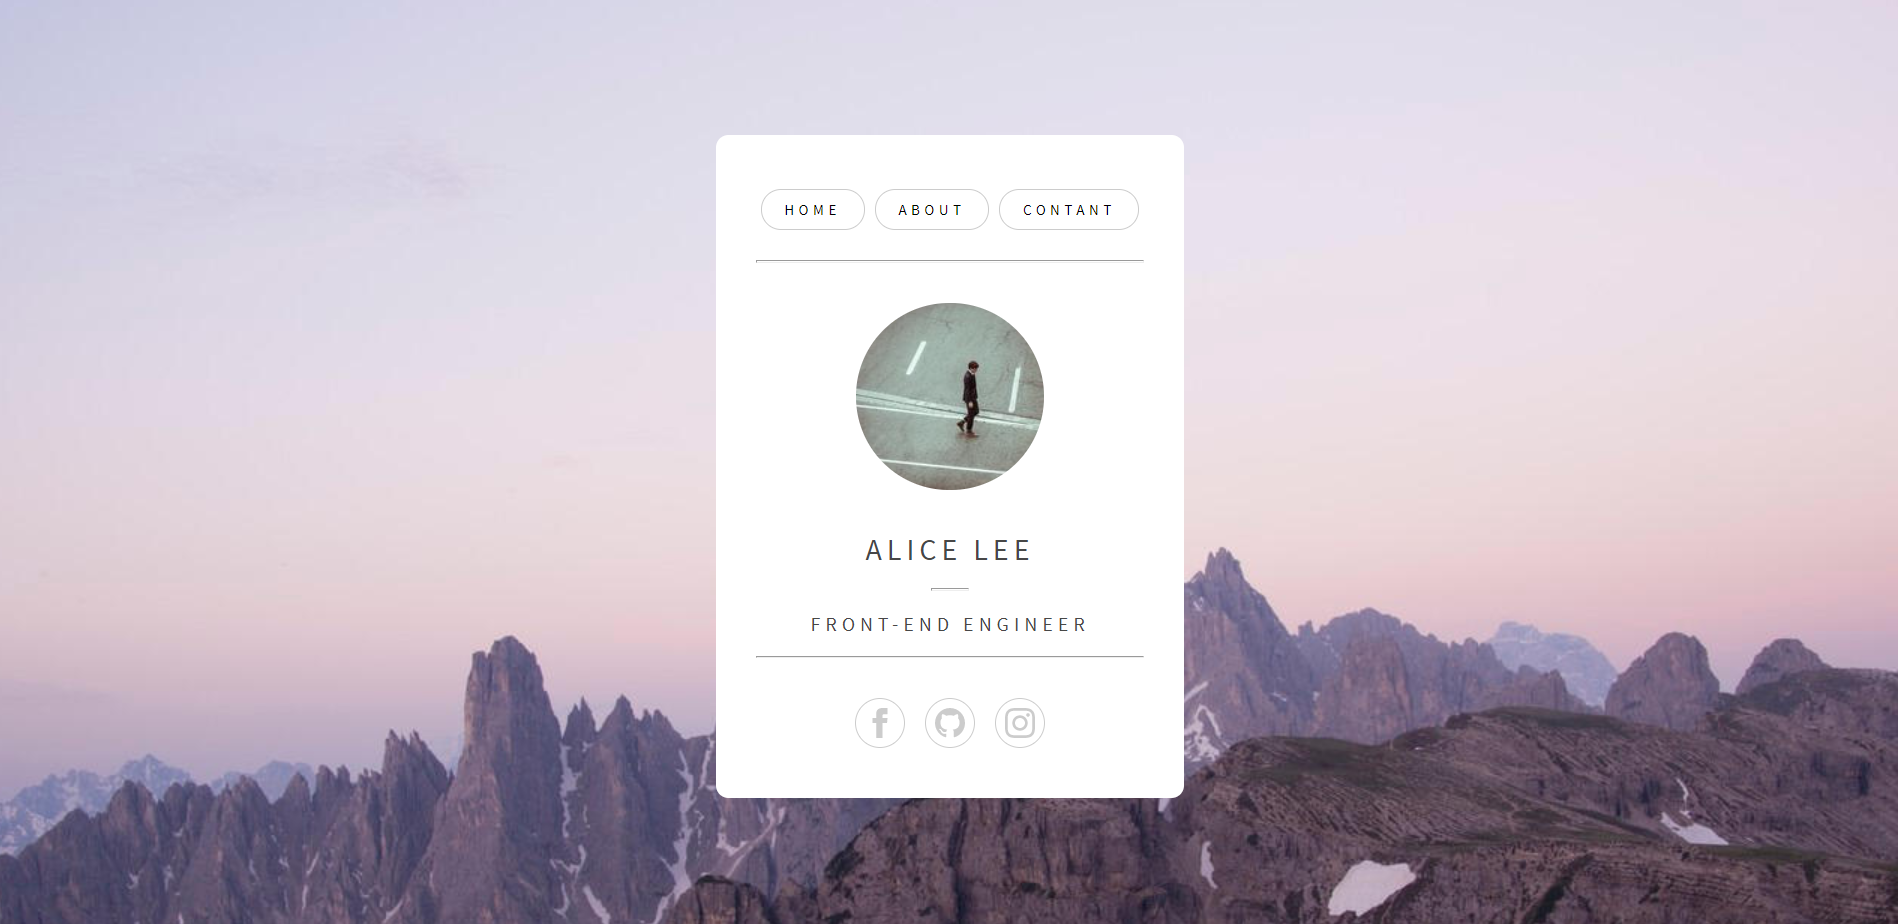 HOME ABOUT CONTANT
ALICE LEE
FRONT-END ENGINEER